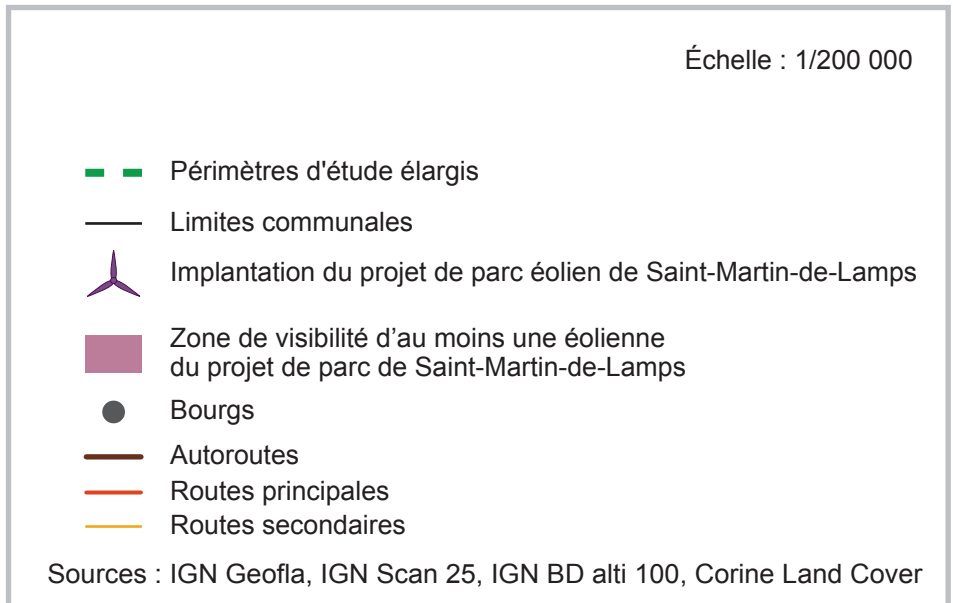 Échelle : 1/200 000
Périmètres d'étude élargis
Limites communales
Implantation du projet de parc éolien de Saint-Martin-de-Lamps
Zone de visibilité d’au moins une éolienne
du projet de parc de Saint-Martin-de-Lamps
Bourgs
Autoroutes
Routes principales
Routes secondaires
Sources : IGN Geofla, IGN Scan 25, IGN BD alti 100, Corine Land Cover